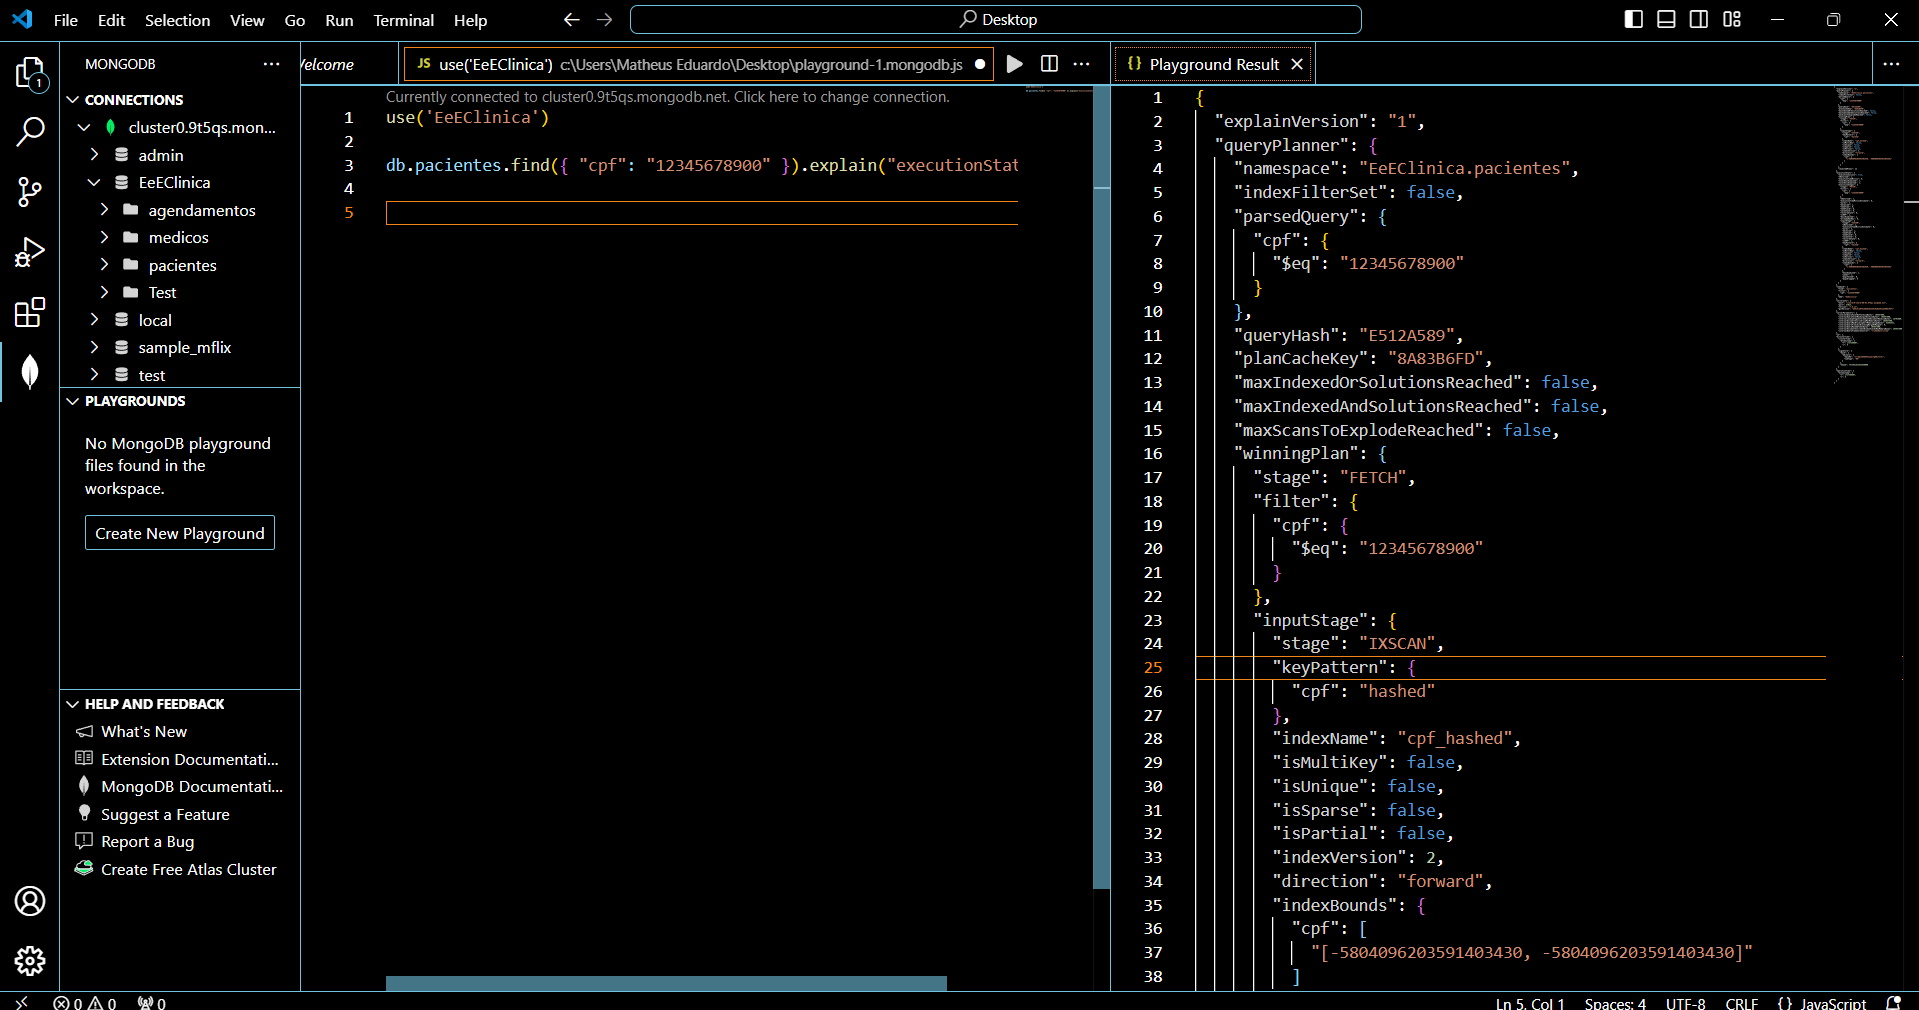 File Edit Selection View Go Run Terminal Help
Desktop
1
MONGODB
CONNECTIONS
cluster0.9t5qs.mon...
admin
EeEClinica
agendamentos
medicos
pacientes
Test
local
sample_mflix
test
PLAYGROUNDS
No MongoDB playground
files found in the
workspace.
Create New Playground
HELP AND FEEDBACK
What's New
Extension Documentati...
MongoDB Documentati...
Suggest a Feature
Report a Bug
Create Free Atlas Cluster
Velcome
JS use('EeEClinica') c:\Users\Matheus Eduardo\Desktop\playground-1.mongodb.js
Currently connected to cluster0.9t5qs.mongodb.net. Click here to change connection.
1 use('EeEClinica')
2
3 db.pacientes.find({ "cpf": "12345678900" }).explain("executionStat
4
5
{} Playground Result
1 {
2 "explainVersion": "1",
3 "queryPlanner": {
4 "namespace": "EeEClinica.pacientes",
5 "indexFilterSet": false,
6 "parsedQuery": {
7 "cpf": {
8 "$eq": "12345678900"
9 }
10 },
11 "queryHash": "E512A589",
12 "planCacheKey": "8A83B6FD",
13 "maxIndexedOrSolutionsReached": false,
14 "maxIndexedAndSolutionsReached": false,
15 "maxScansToExplodeReached": false,
16 "winningPlan": {
17 "stage": "FETCH",
18 "filter": {
19 "cpf": {
20 "$eq": "12345678900"
21 }
22 },
23 "inputStage": {
24 "stage": "IXSCAN",
25 "keyPattern": {
26 "cpf": "hashed"
27 },
28 "indexName": "cpf_hashed",
29 "isMultiKey": false,
30 "isUnique": false,
31 "isSparse": false,
32 "isPartial": false,
33 "indexVersion": 2,
34 "direction": "forward",
35 "indexBounds": {
36 "cpf": [
37 "[-5804096203591403430, -5804096203591403430]"
38 ]
0 0 0
Ln 5, Col 1 Spaces: 4 UTF-8 CRLF {} JavaScript